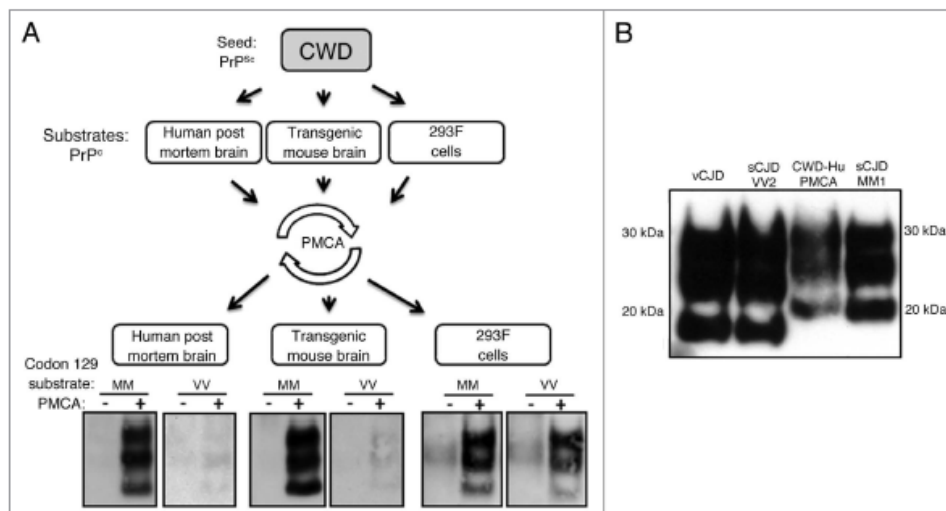 A
Seed:
PrPSc
CWD
Substrates:
PrPc
Human post
mortem brain
Transgenic
mouse brain
293F
cells
PMCA
Human post
mortem brain
Transgenic
mouse brain
293F
cells
Codon 129
substrate: MM VV MM VV MM VV
PMCA: - + - + - + - + - + - +
B
vCJD
sCJD
VV2
CWD-Hu
PMCA
sCJD
MM1
30 kDa 30 kDa
20 kDa 20 kDa